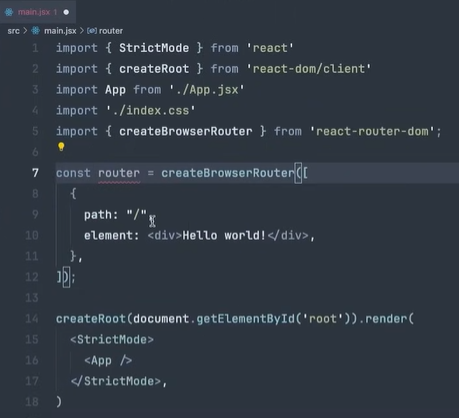 main.jsx 1
src > main.jsx > router
1 import { StrictMode } from 'react'
2 import { createRoot } from 'react-dom/client'
3 import App from './App.jsx'
4 import './index.css'
5 import { createBrowserRouter } from 'react-router-dom';
6
7 const router = createBrowserRouter([
8 {
9 path: "/",
10 element: <div>Hello world!</div>,
11 },
12 ]);
13
14 createRoot(document.getElementById('root')).render(
15 <StrictMode>
16 <App />
17 </StrictMode>,
18 )